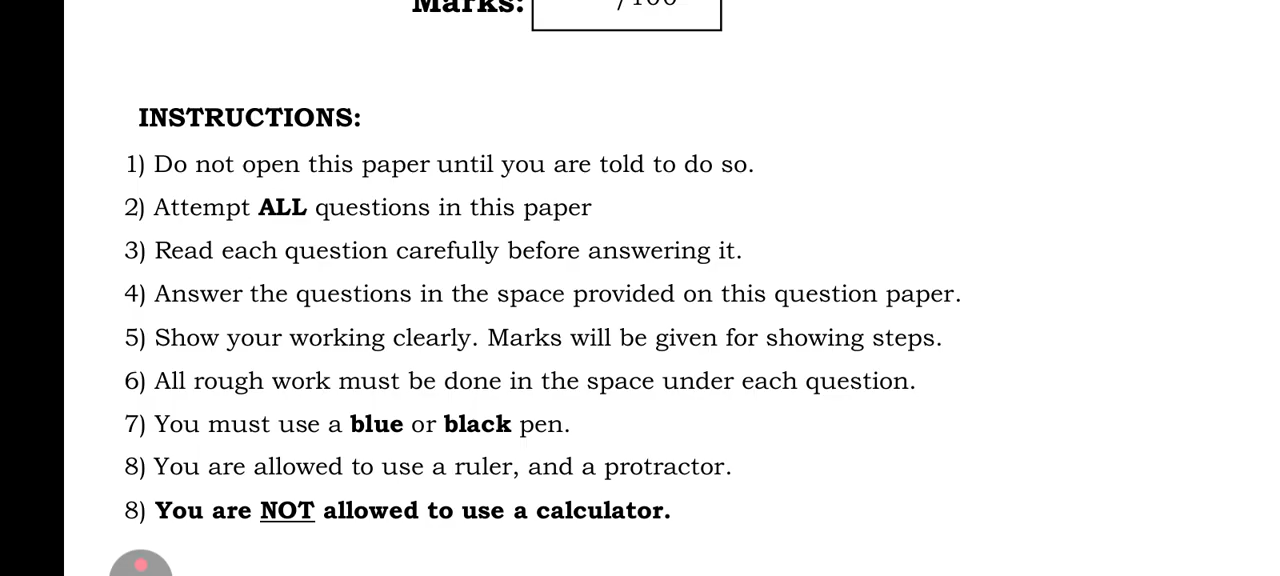 Marks: /100
INSTRUCTIONS:
1) Do not open this paper until you are told to do so.
2) Attempt ALL questions in this paper
3) Read each question carefully before answering it.
4) Answer the questions in the space provided on this question paper.
5) Show your working clearly. Marks will be given for showing steps.
6) All rough work must be done in the space under each question.
7) You must use a blue or black pen.
8) You are allowed to use a ruler, and a protractor.
8) You are NOT allowed to use a calculator.